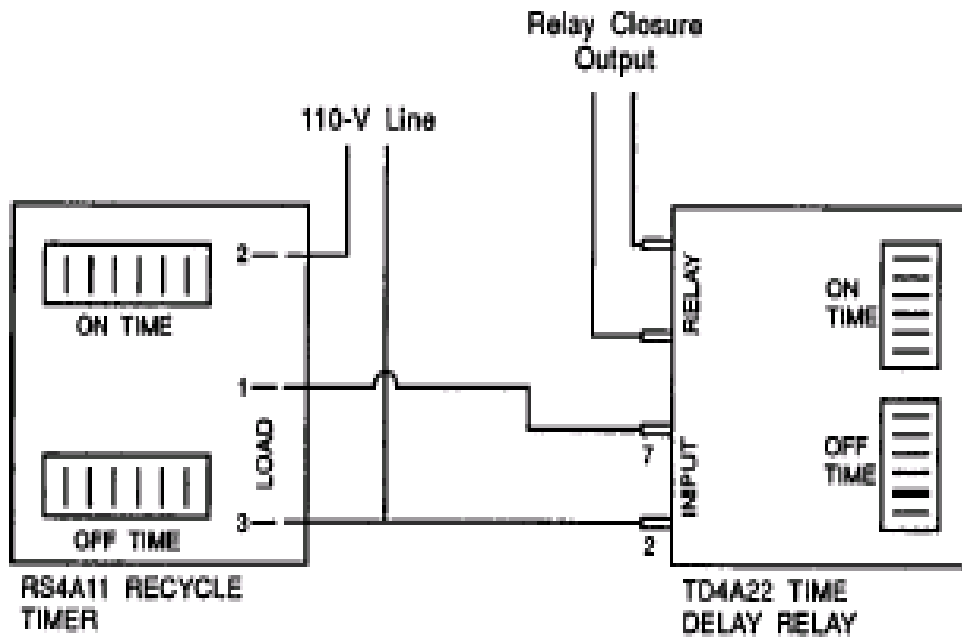 Relay Closure
Output
110-V Line
2
ON TIME
1
LOAD
3
OFF TIME
RS4A11 RECYCLE
TIMER
RELAY
ON
TIME
7
INPUT
OFF
TIME
2
TD4A22 TIME
DELAY RELAY